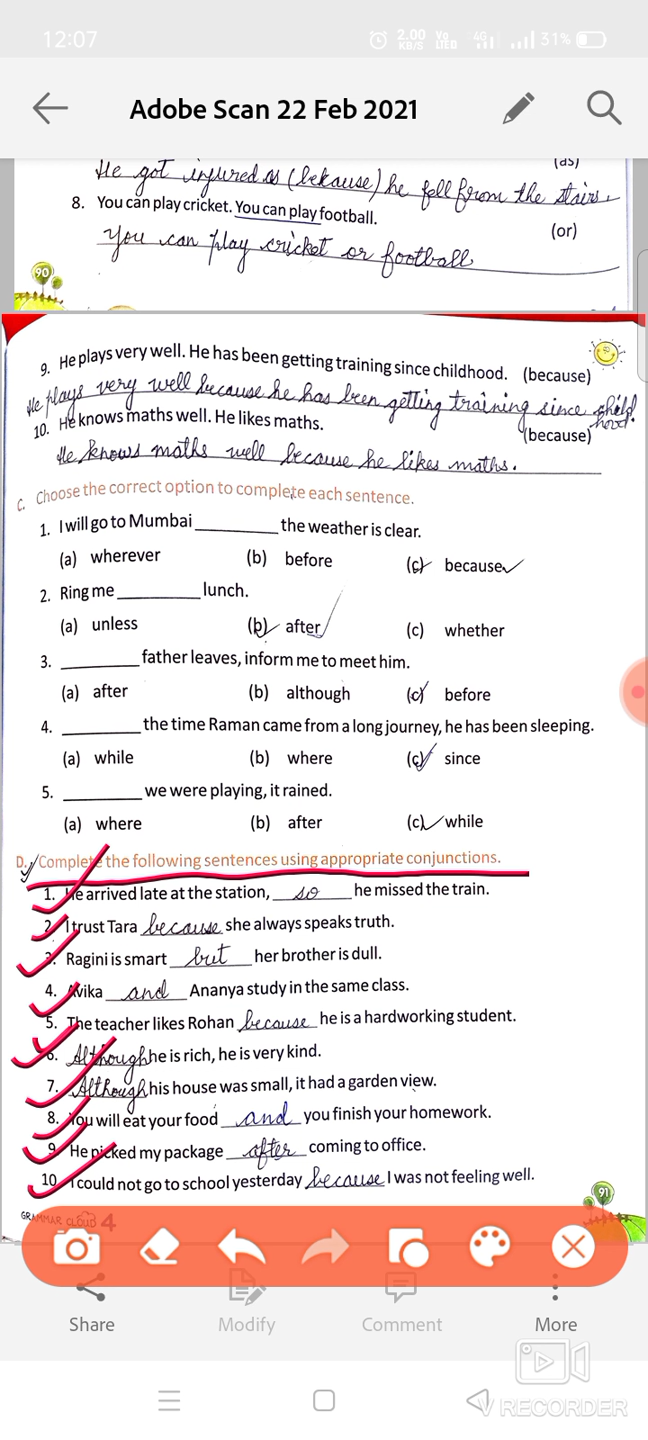 12:07 2.00 KB/S Vo LTE 4G 31%
Adobe Scan 22 Feb 2021
(as)
He got injured as (bekause) he fell from the stairs.
8. You can play cricket. You can play football.
(or)
You can play cricket or football.
90
9. He plays very well. He has been getting training since childhood. (because)
He plays very well because he has been getting training since childhood.
10. He knows maths well. He likes maths. (because)
He knows maths well because he likes maths.
C. Choose the correct option to complete each sentence.
1. I will go to Mumbai __________ the weather is clear.
(a) wherever (b) before (c) because
2. Ring me __________ lunch.
(a) unless (b) after (c) whether
3. __________ father leaves, inform me to meet him.
(a) after (b) although (c) before
4. __________ the time Raman came from a long journey, he has been sleeping.
(a) while (b) where (c) since
5. __________ we were playing, it rained.
(a) where (b) after (c) while
D. Complete the following sentences using appropriate conjunctions.
1. He arrived late at the station, so he missed the train.
2. I trust Tara because she always speaks truth.
3. Ragini is smart but her brother is dull.
4. Avika and Ananya study in the same class.
5. The teacher likes Rohan because he is a hardworking student.
6. Although he is rich, he is very kind.
7. Although his house was small, it had a garden view.
8. You will eat your food and you finish your homework.
9. He picked my package after coming to office.
10. I could not go to school yesterday because I was not feeling well.
91
GRAMMAR CLOUD 4
Share Modify Comment More
V RECORDER